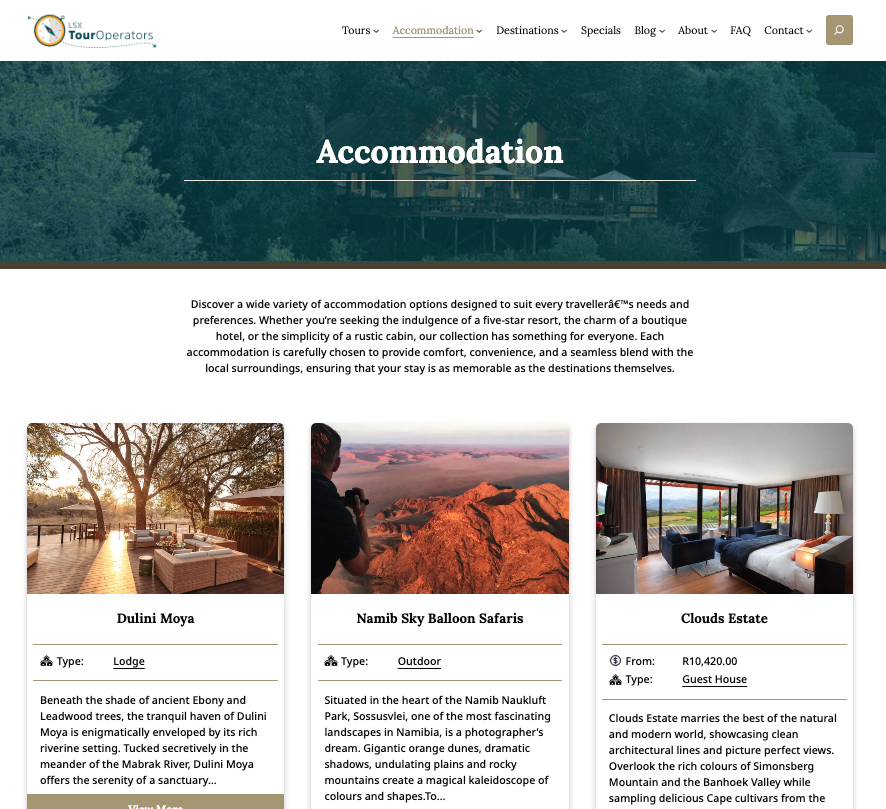 LSX
TourOperators
Tours Accommodation Destinations Specials Blog About FAQ Contact
Accommodation
Discover a wide variety of accommodation options designed to suit every travellerâ€™s needs and
preferences. Whether you're seeking the indulgence of a five-star resort, the charm of a boutique
hotel, or the simplicity of a rustic cabin, our collection has something for everyone. Each
accommodation is carefully chosen to provide comfort, convenience, and a seamless blend with the
local surroundings, ensuring that your stay is as memorable as the destinations themselves.
Dulini Moya
Type: Lodge
Beneath the shade of ancient Ebony and
Leadwood trees, the tranquil haven of Dulini
Moya is enigmatically enveloped by its rich
riverine setting. Tucked secretively in the
meander of the Mabrak River, Dulini Moya
offers the serenity of a sanctuary...
View More
Namib Sky Balloon Safaris
Type: Outdoor
Situated in the heart of the Namib Naukluft
Park, Sossusvlei, one of the most fascinating
landscapes in Namibia, is a photographer's
dream. Gigantic orange dunes, dramatic
shadows, undulating plains and rocky
mountains create a magical kaleidoscope of
colours and shapes.To...
Clouds Estate
From: R10,420.00
Type: Guest House
Clouds Estate marries the best of the natural
and modern world, showcasing clean
architectural lines and picture perfect views.
Overlook the rich colours of Simonsberg
Mountain and the Banhoek Valley while
sampling delicious Cape cultivars from the